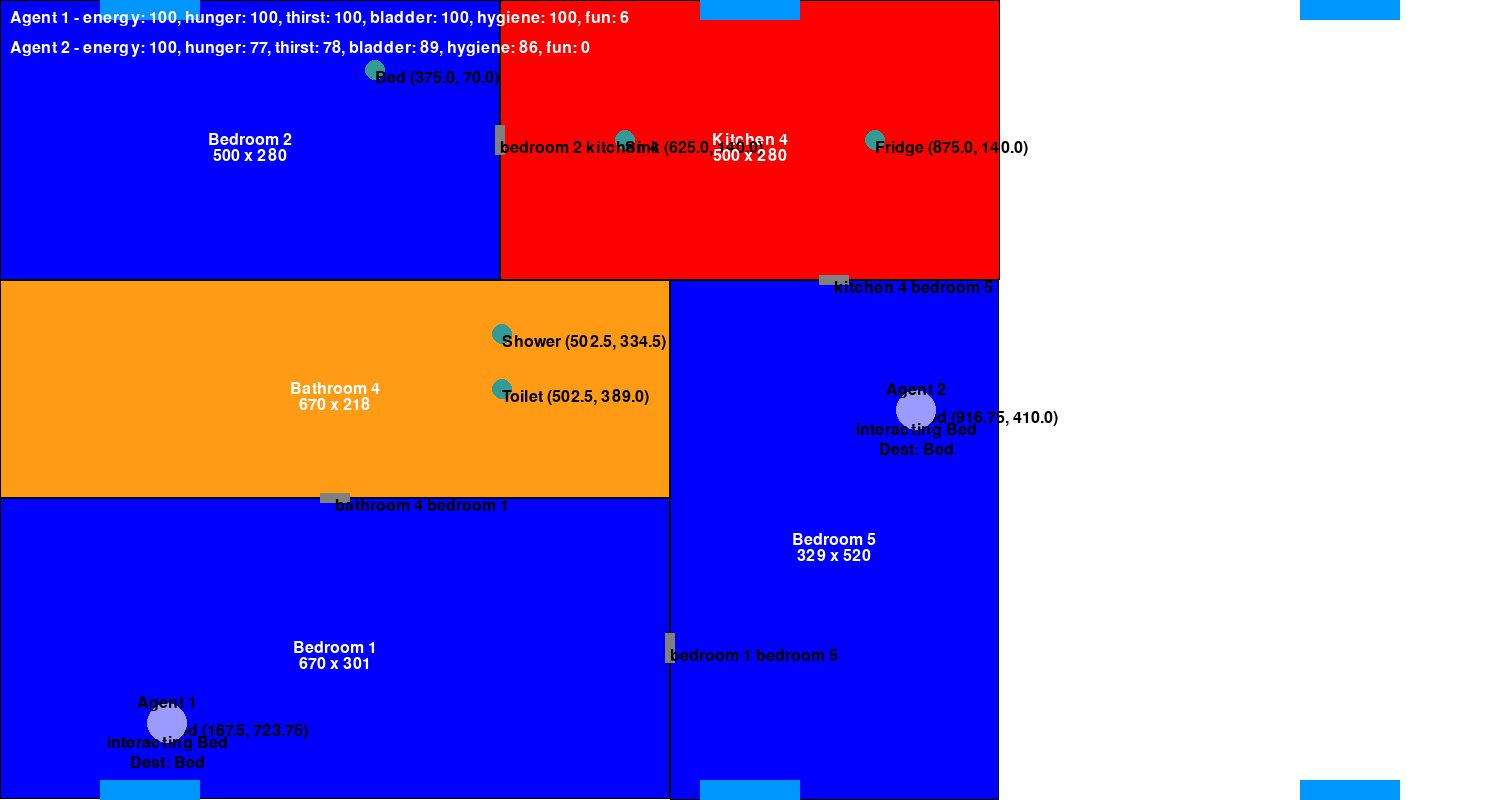 Agent 1 - energy: 100, hunger: 100, thirst: 100, bladder: 100, hygiene: 100, fun: 6
Agent 2 - energy: 100, hunger: 77, thirst: 78, bladder: 89, hygiene: 86, fun: 0
Bed (375.0, 70.0)
Bedroom 2
500 x 280
Kitchen 4
500 x 280
bedroom 2 kitchen 4
Sink (625.0, 140.0)
Fridge (875.0, 140.0)
kitchen 4 bedroom 5
Shower (502.5, 334.5)
Bathroom 4
670 x 218
Toilet (502.5, 389.0)
Agent 2
(916.75, 410.0)
interacting Bed
Dest: Bed
bathroom 4 bedroom 1
Bedroom 5
329 x 520
Bedroom 1
670 x 301
bedroom 1 bedroom 5
Agent 1
(167.5, 723.75)
interacting Bed
Dest: Bed